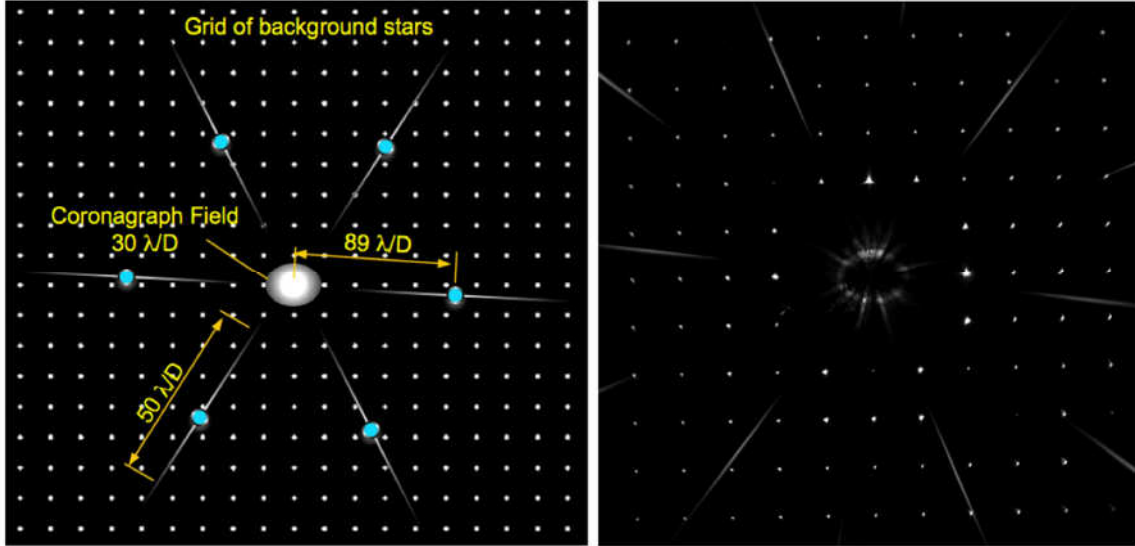 Grid of background stars
Coronagraph Field
30 λ/D
89 λ/D
50 λ/D